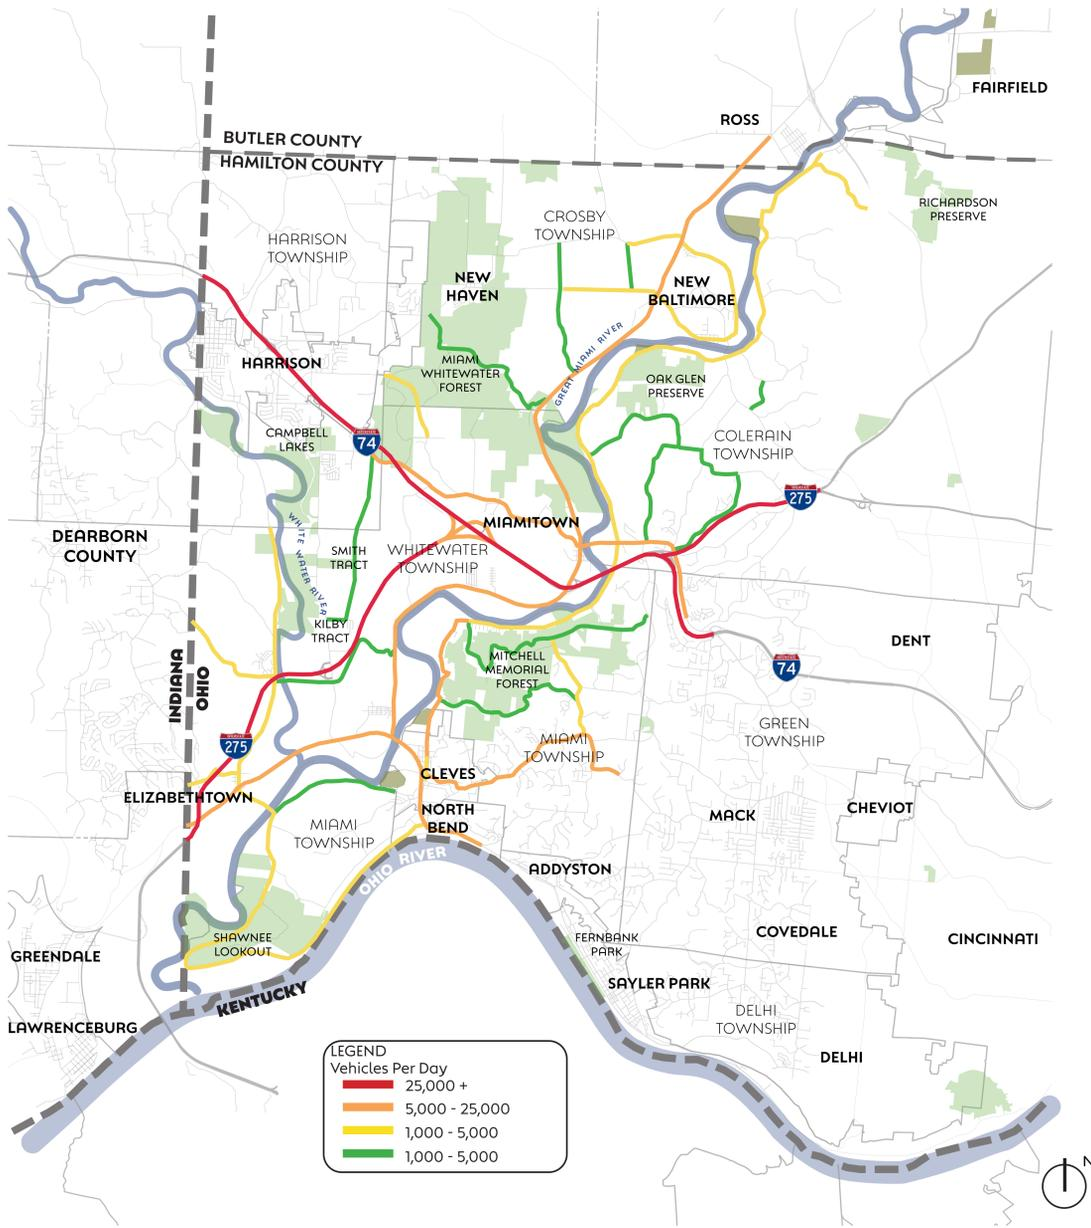 FAIRFIELD
ROSS
BUTLER COUNTY
HAMILTON COUNTY
RICHARDSON
PRESERVE
CROSBY
TOWNSHIP
HARRISON
TOWNSHIP
NEW
HAVEN
NEW
BALTIMORE
GREAT MIAMI RIVER
HARRISON
MIAMI
WHITEWATER
FOREST
OAK GLEN
PRESERVE
CAMPBELL
LAKES
74
COLERAIN
TOWNSHIP
275
MIAMITOWN
DEARBORN
COUNTY
WHITE WATER RIVER
SMITH
TRACT
WHITEWATER
TOWNSHIP
KILBY
TRACT
DENT
MITCHELL
MEMORIAL
FOREST
74
INDIANA
OHIO
GREEN
TOWNSHIP
275
MIAMI
TOWNSHIP
CLEVES
ELIZABETHTOWN
CHEVIOT
NORTH
BEND
MACK
MIAMI
TOWNSHIP
OHIO RIVER
ADDYSTON
COVEDALE
CINCINNATI
SHAWNEE
LOOKOUT
FERNBANK
PARK
GREENDALE
SAYLER PARK
KENTUCKY
LAWRENCEBURG
DELHI
TOWNSHIP
DELHI
LEGEND
Vehicles Per Day
25,000 +
5,000 - 25,000
1,000 - 5,000
1,000 - 5,000
N